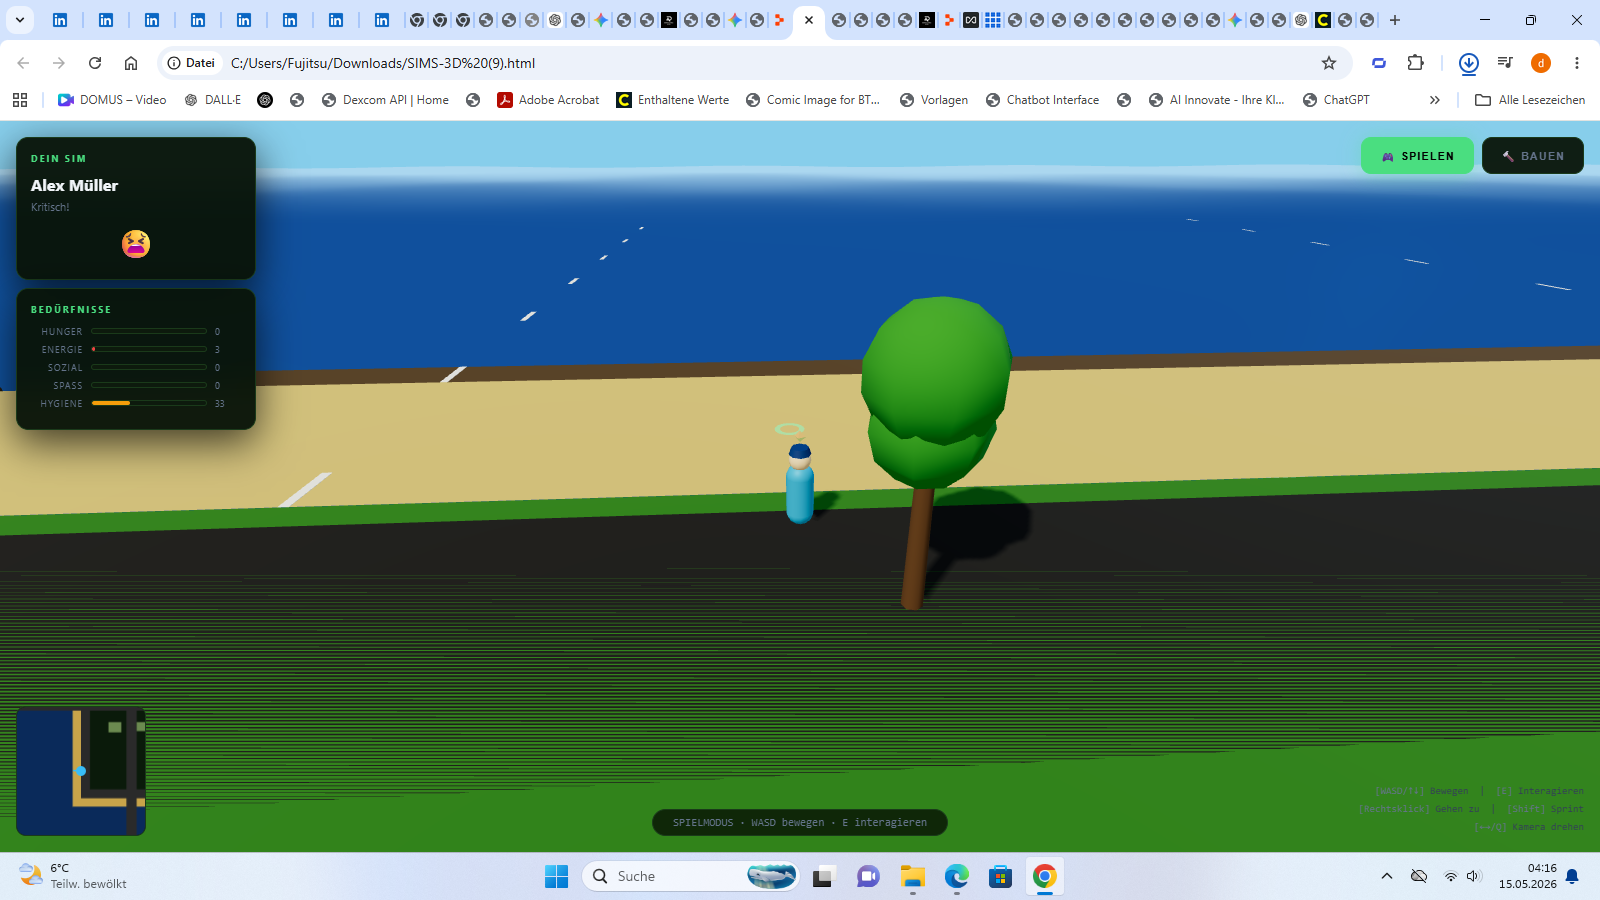 Datei
C:/Users/Fujitsu/Downloads/SIMS-3D%20(9).html
d
DOMUS – Video
DALL·E
Dexcom API | Home
Adobe Acrobat
Enthaltene Werte
Comic Image for BT...
Vorlagen
Chatbot Interface
AI Innovate - Ihre KI...
ChatGPT
Alle Lesezeichen
DEIN SIM
Alex Müller
Kritisch!
SPIELEN
BAUEN
BEDÜRFNISSE
HUNGER 0
ENERGIE 3
SOZIAL 0
SPASS 0
HYGIENE 33
[WASD/↑↓] Bewegen | [E] Interagieren
[Rechtsklick] Gehen zu | [Shift] Sprint
[←→/Q] Kamera drehen
SPIELMODUS · WASD bewegen · E interagieren
6°C
Teilw. bewölkt
Suche
04:16
15.05.2026